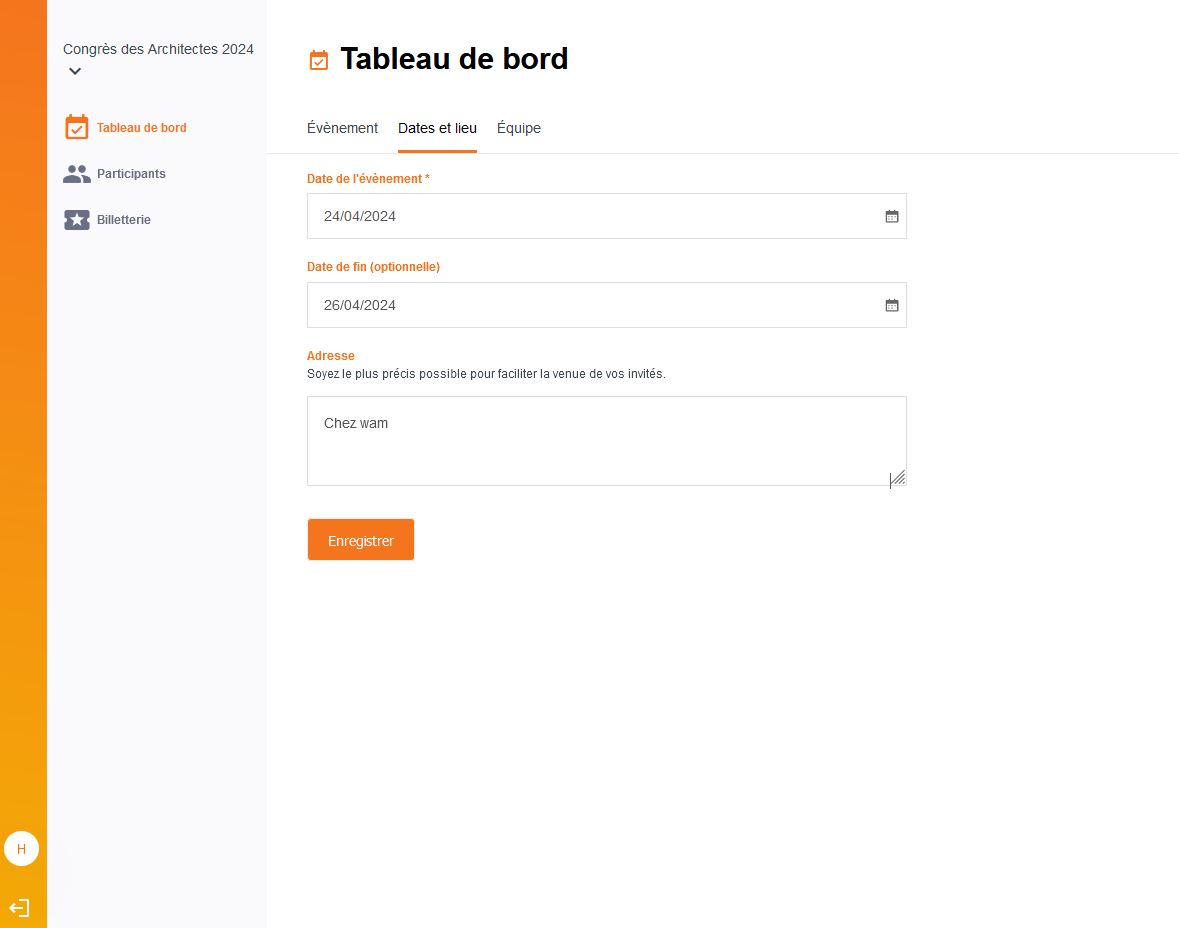 Congrès des Architectes 2024
Tableau de bord
Participants
Billetterie
H
Tableau de bord
Évènement Dates et lieu Équipe
Date de l'évènement *
24/04/2024
Date de fin (optionnelle)
26/04/2024
Adresse
Soyez le plus précis possible pour faciliter la venue de vos invités.
Chez wam
Enregistrer